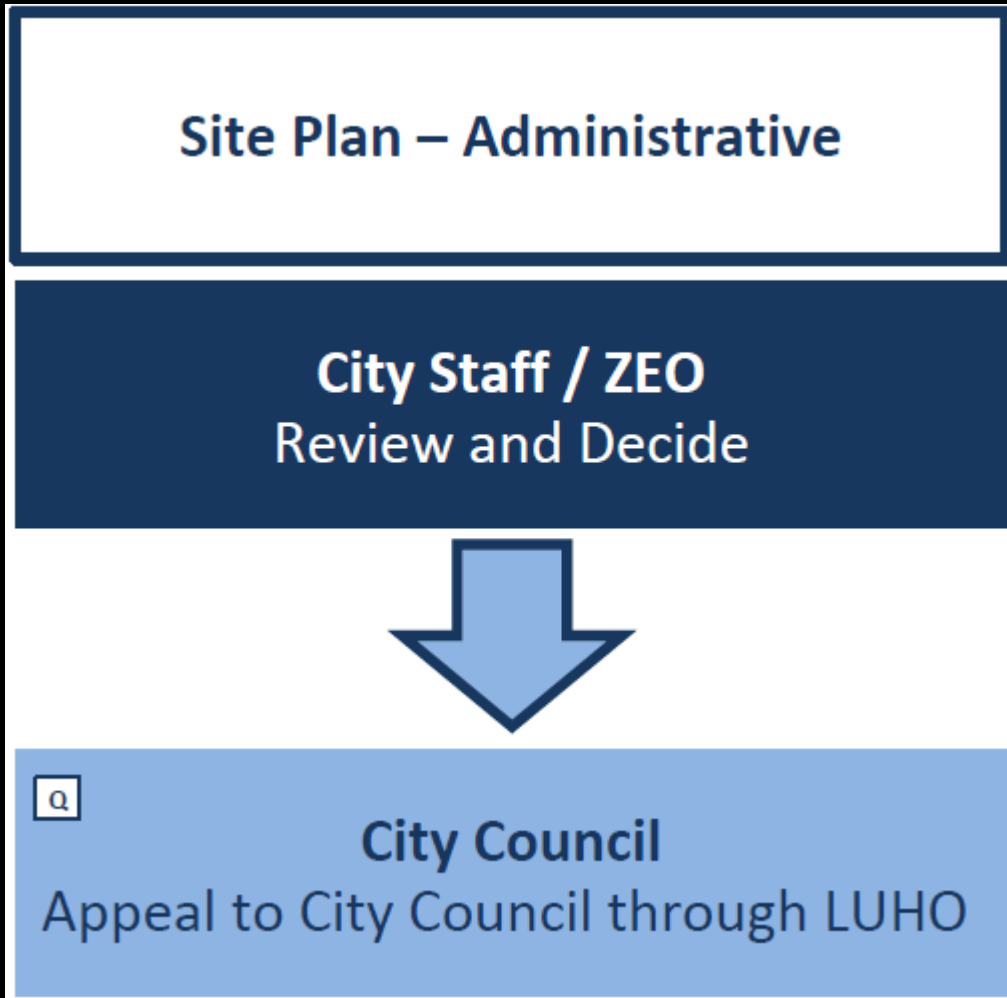 Site Plan – Administrative
City Staff / ZEO
Review and Decide
Q
City Council
Appeal to City Council through LUHO